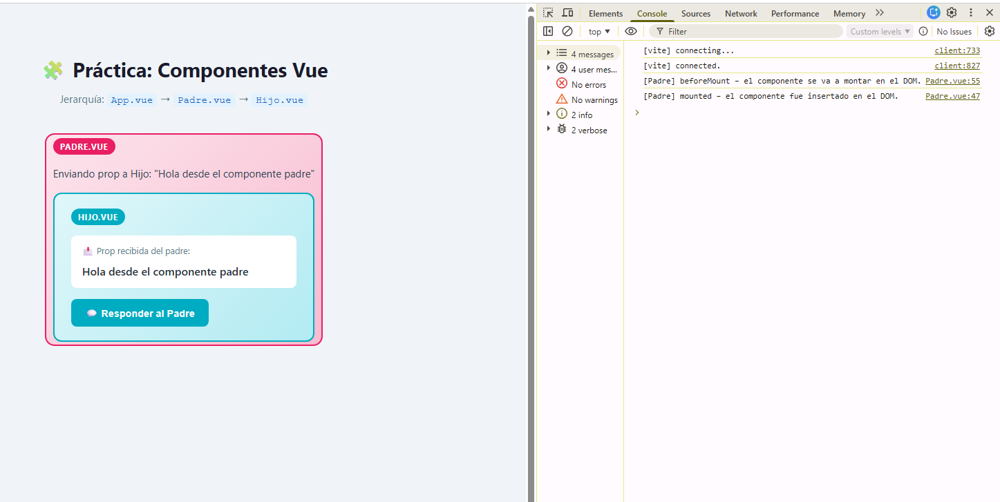 Práctica: Componentes Vue
Jerarquía: App.vue → Padre.vue → Hijo.vue
PADRE.VUE
Enviando prop a Hijo: "Hola desde el componente padre"
HIJO.VUE
Prop recibida del padre:
Hola desde el componente padre
Responder al Padre
Elements Console Sources Network Performance Memory
top Filter Custom levels No Issues
4 messages
4 user mes...
No errors
No warnings
2 info
2 verbose
[vite] connecting... client:733
[vite] connected. client:827
[Padre] beforeMount – el componente se va a montar en el DOM. Padre.vue:55
[Padre] mounted – el componente fue insertado en el DOM. Padre.vue:47